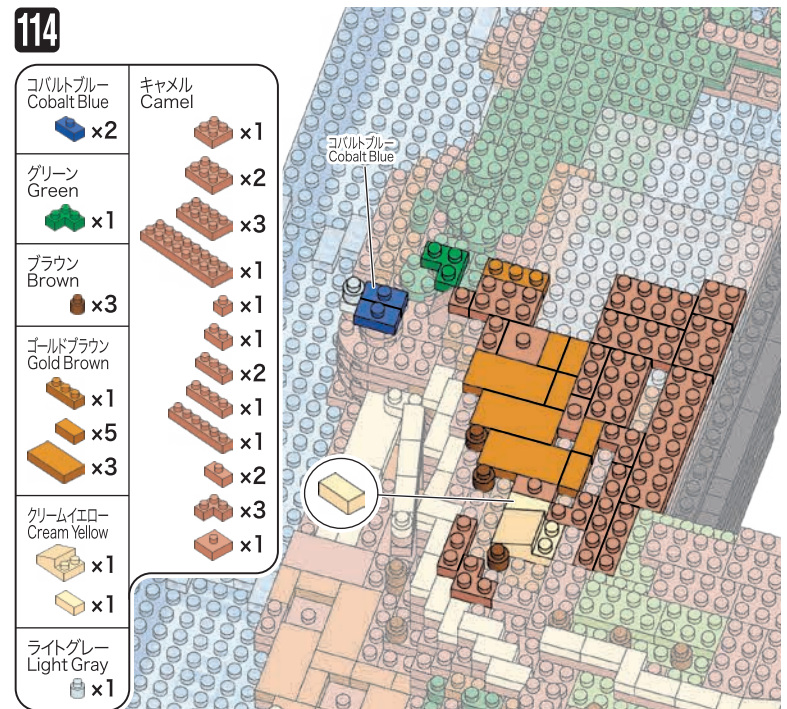 114
コバルトブルー
Cobalt Blue
×2
グリーン
Green
×1
ブラウン
Brown
×3
ゴールドブラウン
Gold Brown
×1
×5
×3
クリームイエロー
Cream Yellow
×1
×1
ライトグレー
Light Gray
×1
キャメル
Camel
×1
×2
×3
×1
×1
×1
×2
×1
×1
×2
×3
×1
コバルトブルー
Cobalt Blue